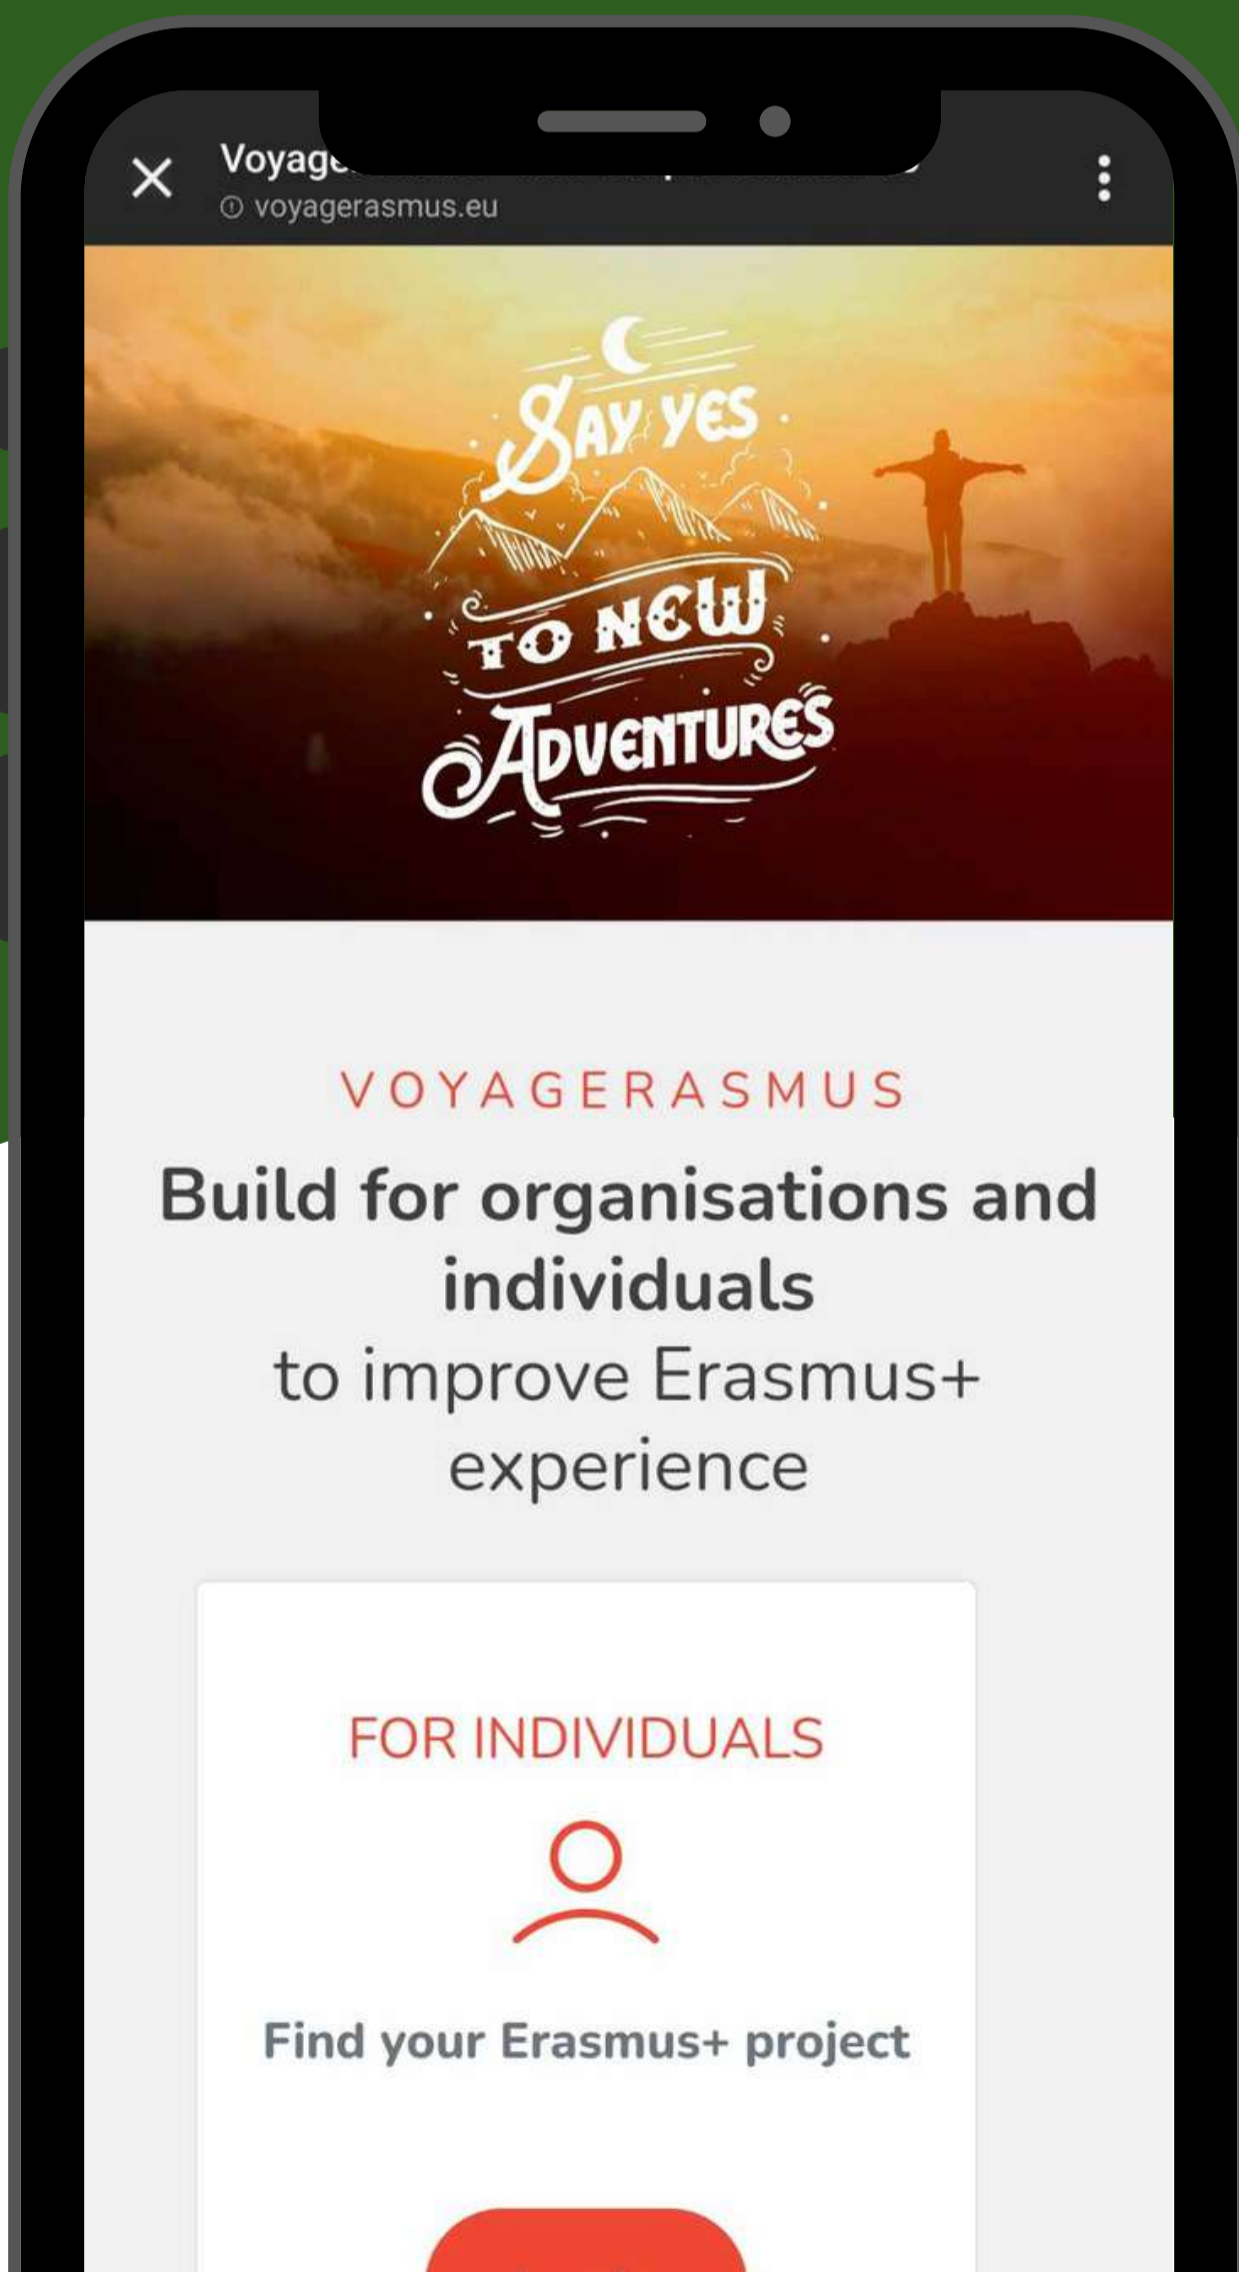 voyagerasmus.eu
SAY YES
TO NEW
ADVENTURES
VOYAGERASMUS
Build for organisations and
individuals
to improve Erasmus+
experience
FOR INDIVIDUALS
Find your Erasmus+ project